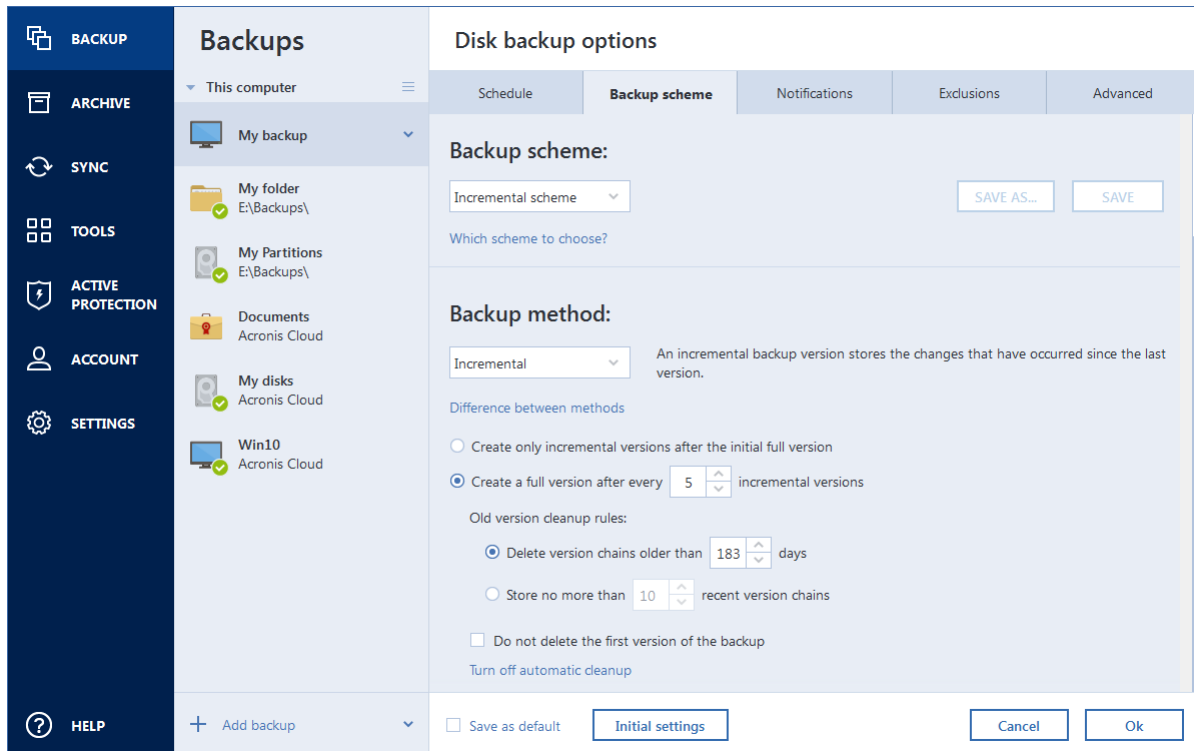 BACKUP
ARCHIVE
SYNC
TOOLS
ACTIVE
PROTECTION
ACCOUNT
SETTINGS
HELP
Backups
This computer
My backup
My folder
E:\Backups\
My Partitions
E:\Backups\
Documents
Acronis Cloud
My disks
Acronis Cloud
Win10
Acronis Cloud
Add backup
Disk backup options
Schedule
Backup scheme
Notifications
Exclusions
Advanced
Backup scheme:
Incremental scheme
SAVE AS...
SAVE
Which scheme to choose?
Backup method:
Incremental
An incremental backup version stores the changes that have occurred since the last
version.
Difference between methods
Create only incremental versions after the initial full version
Create a full version after every 5 incremental versions
Old version cleanup rules:
Delete version chains older than 183 days
Store no more than 10 recent version chains
Do not delete the first version of the backup
Turn off automatic cleanup
Save as default
Initial settings
Cancel
Ok